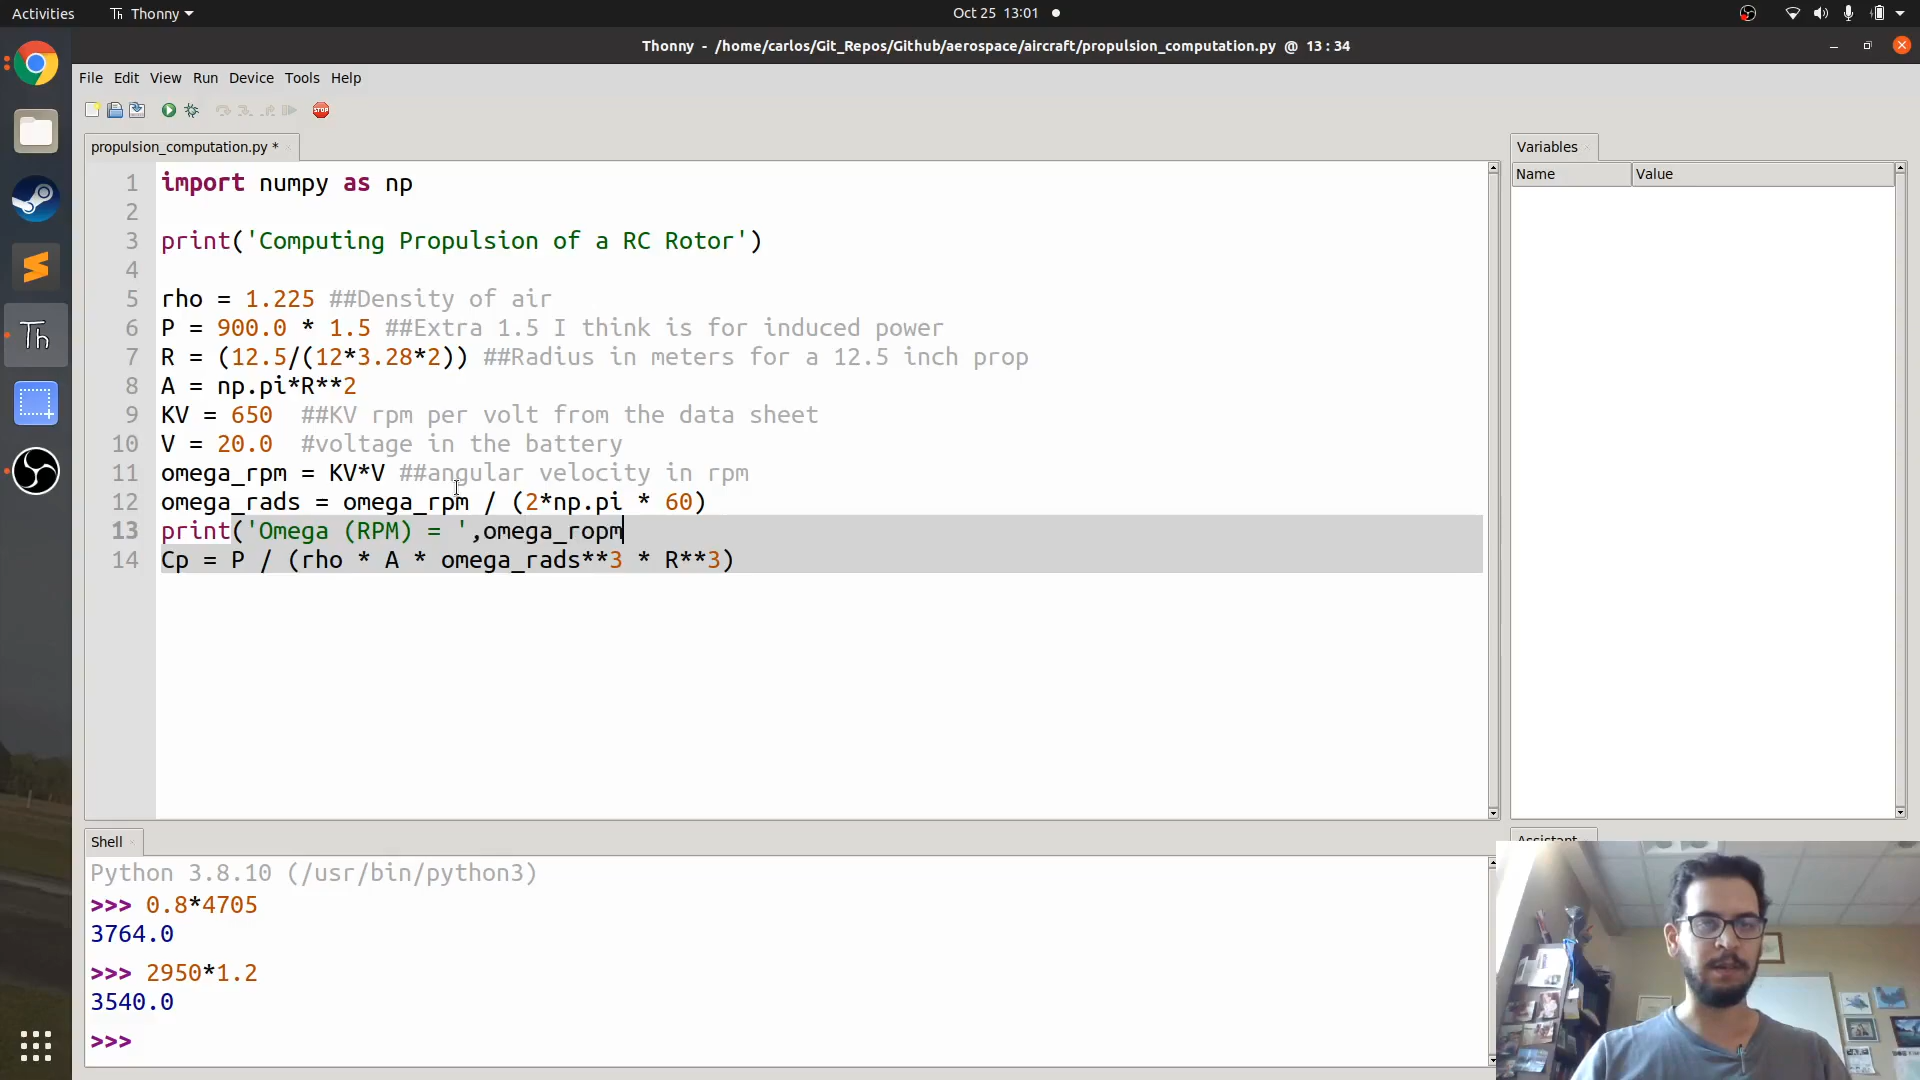 Activities
Thonny
Oct 25 13:01
Thonny - /home/carlos/Git_Repos/Github/aerospace/aircraft/propulsion_computation.py @ 13 : 34
File Edit View Run Device Tools Help
STOP
propulsion_computation.py *
1 import numpy as np
2
3 print('Computing Propulsion of a RC Rotor')
4
5 rho = 1.225 ##Density of air
6 P = 900.0 * 1.5 ##Extra 1.5 I think is for induced power
7 R = (12.5/(12*3.28*2)) ##Radius in meters for a 12.5 inch prop
8 A = np.pi*R**2
9 KV = 650 ##KV rpm per volt from the data sheet
10 V = 20.0 #voltage in the battery
11 omega_rpm = KV*V ##angular velocity in rpm
12 omega_rads = omega_rpm / (2*np.pi * 60)
13 print('Omega (RPM) = ',omega_ropm
14 Cp = P / (rho * A * omega_rads**3 * R**3)
Variables
Name Value
Th
Shell
Python 3.8.10 (/usr/bin/python3)
>>> 0.8*4705
3764.0
>>> 2950*1.2
3540.0
>>>
Assistant